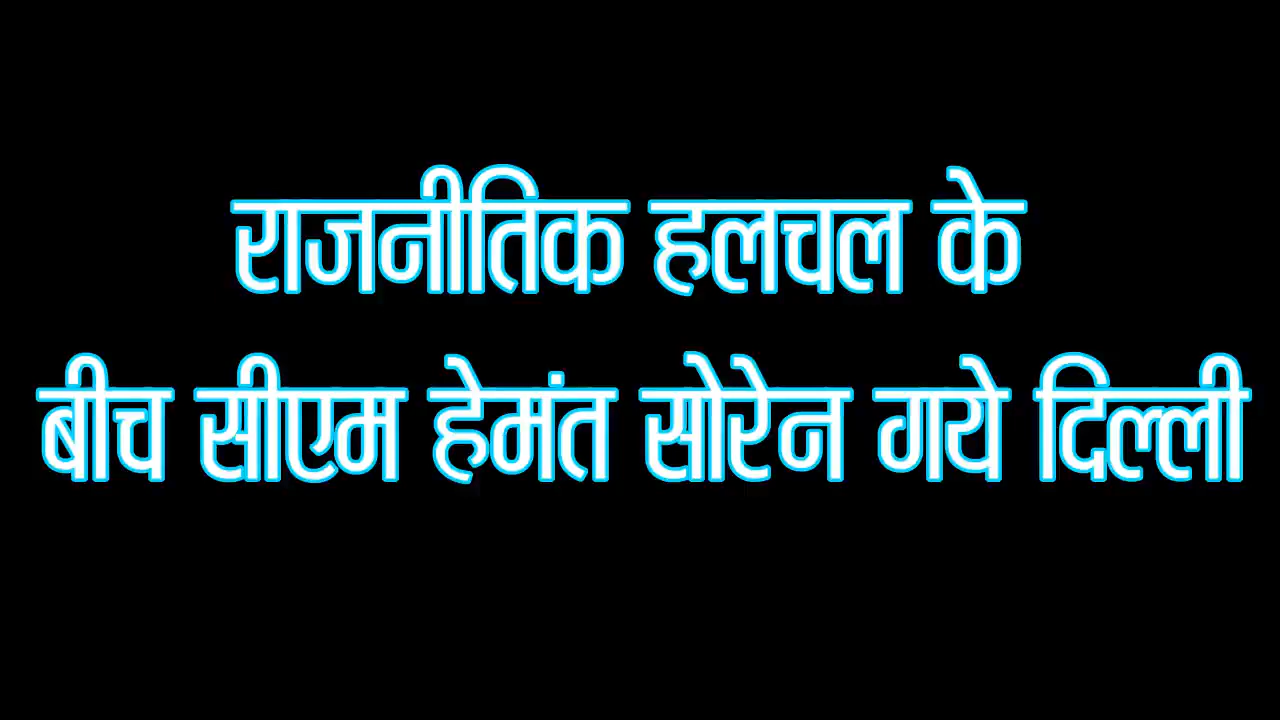 राजनीतिक हलचल के
बीच सीएम हेमंत सोरेन गये दिल्ली